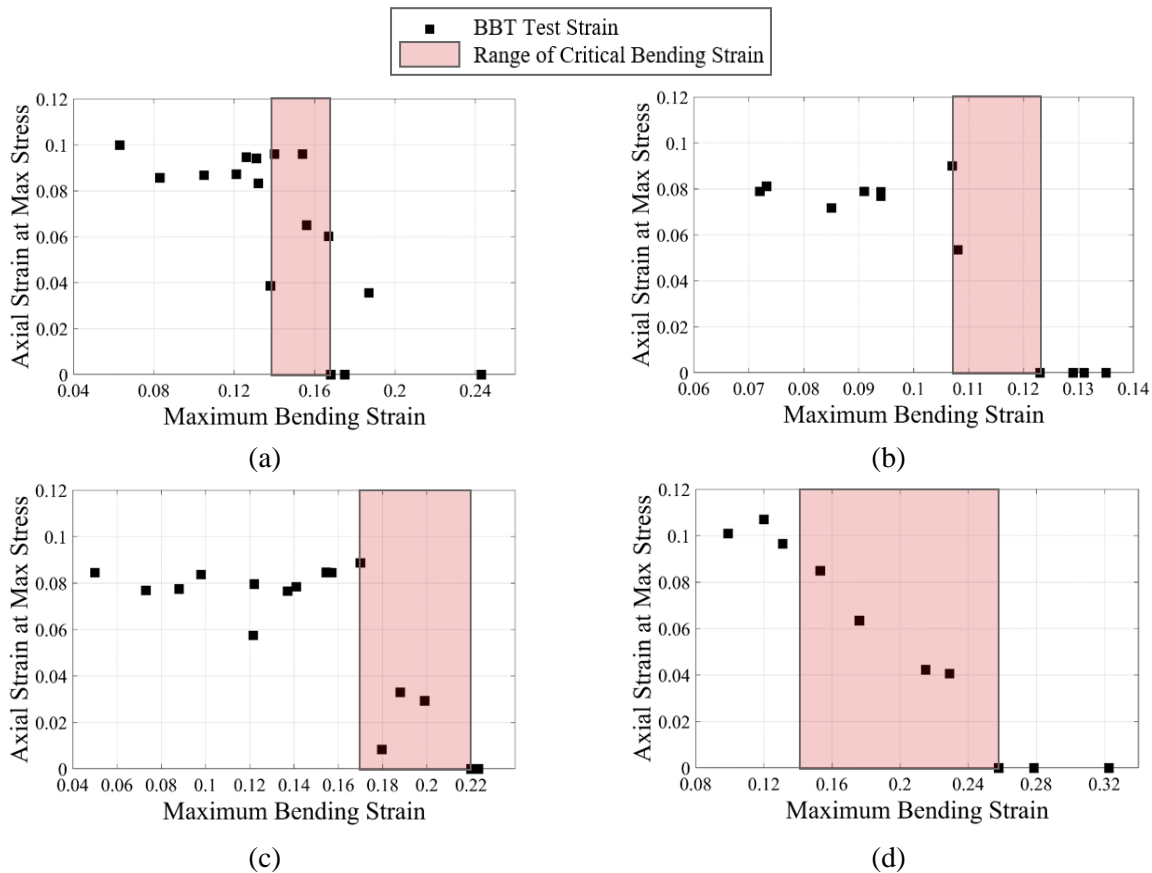 BBT Test Strain
Range of Critical Bending Strain
Axial Strain at Max Stress
0.12
0.1
0.08
0.06
0.04
0.02
0
0.04 0.08 0.12 0.16 0.2 0.24
Maximum Bending Strain
(a)
Axial Strain at Max Stress
0.12
0.1
0.08
0.06
0.04
0.02
0
0.06 0.07 0.08 0.09 0.1 0.11 0.12 0.13 0.14
Maximum Bending Strain
(b)
Axial Strain at Max Stress
0.12
0.1
0.08
0.06
0.04
0.02
0
0.04 0.06 0.08 0.1 0.12 0.14 0.16 0.18 0.2 0.22
Maximum Bending Strain
(c)
Axial Strain at Max Stress
0.12
0.1
0.08
0.06
0.04
0.02
0
0.08 0.12 0.16 0.2 0.24 0.28 0.32
Maximum Bending Strain
(d)